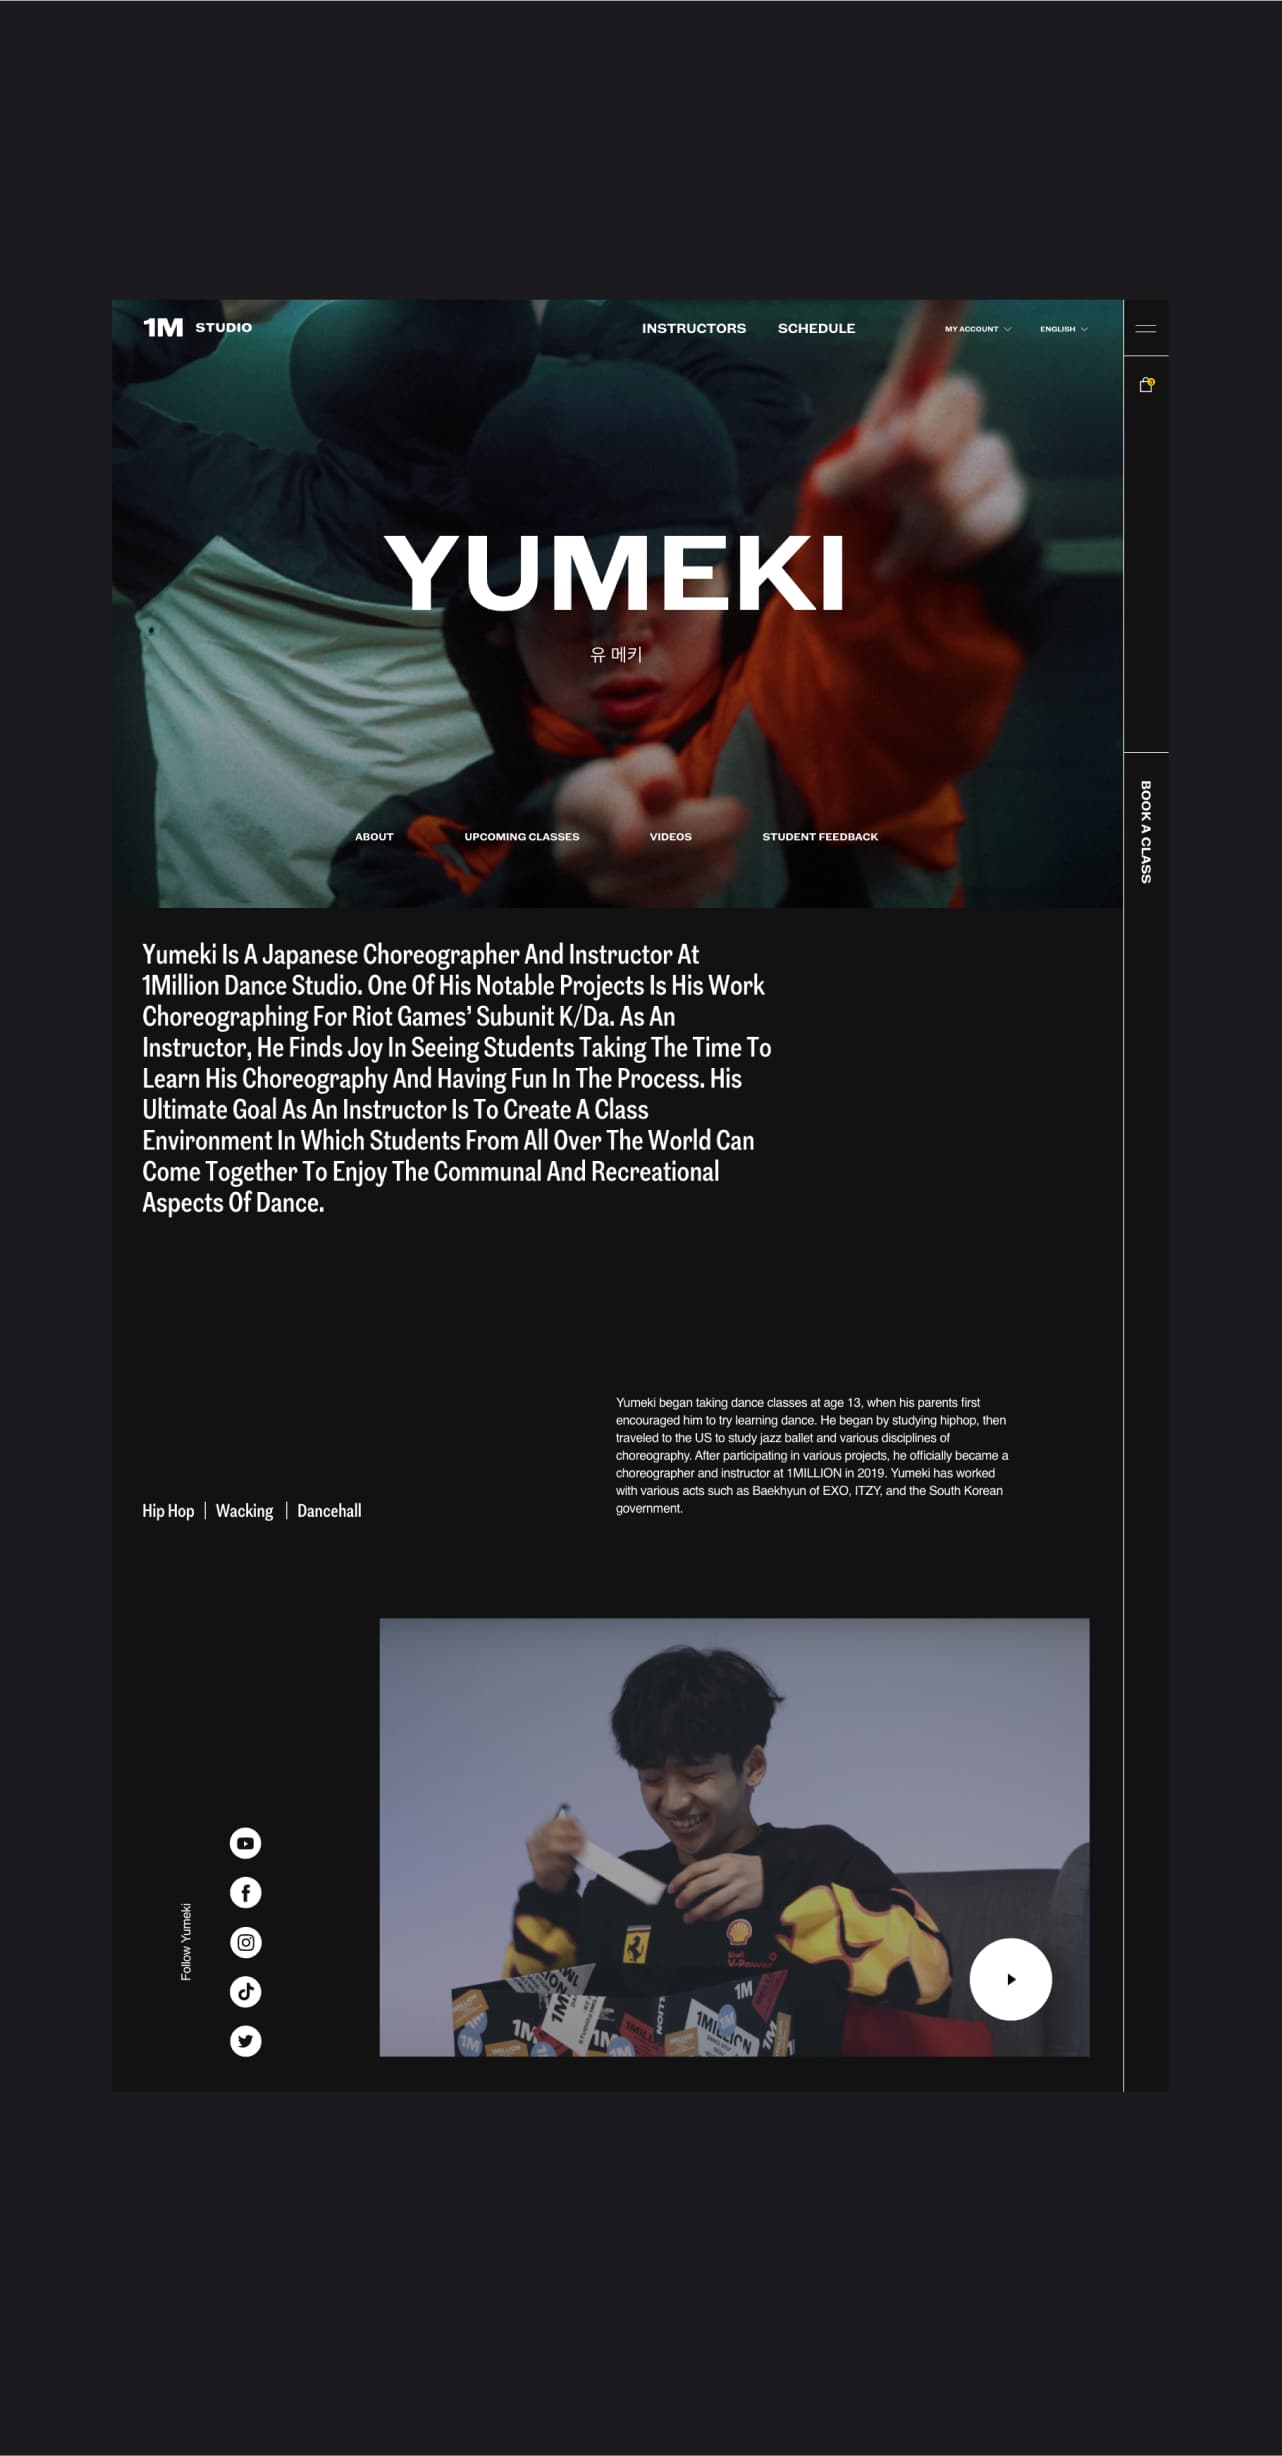 1M STUDIO
INSTRUCTORS SCHEDULE MY ACCOUNT ENGLISH
YUMEKI
유 메키
ABOUT UPCOMING CLASSES VIDEOS STUDENT FEEDBACK
BOOK A CLASS
Yumeki Is A Japanese Choreographer And Instructor At
1Million Dance Studio. One Of His Notable Projects Is His Work
Choreographing For Riot Games’ Subunit K/Da. As An
Instructor, He Finds Joy In Seeing Students Taking The Time To
Learn His Choreography And Having Fun In The Process. His
Ultimate Goal As An Instructor Is To Create A Class
Environment In Which Students From All Over The World Can
Come Together To Enjoy The Communal And Recreational
Aspects Of Dance.
Yumeki began taking dance classes at age 13, when his parents first
encouraged him to try learning dance. He began by studying hiphop, then
traveled to the US to study jazz ballet and various disciplines of
choreography. After participating in various projects, he officially became a
choreographer and instructor at 1MILLION in 2019. Yumeki has worked
with various acts such as Baekhyun of EXO, ITZY, and the South Korean
government.
Hip Hop | Wacking | Dancehall
Follow Yumeki
Shell
V-Power
1M
1M
1MILLION
1M
1M